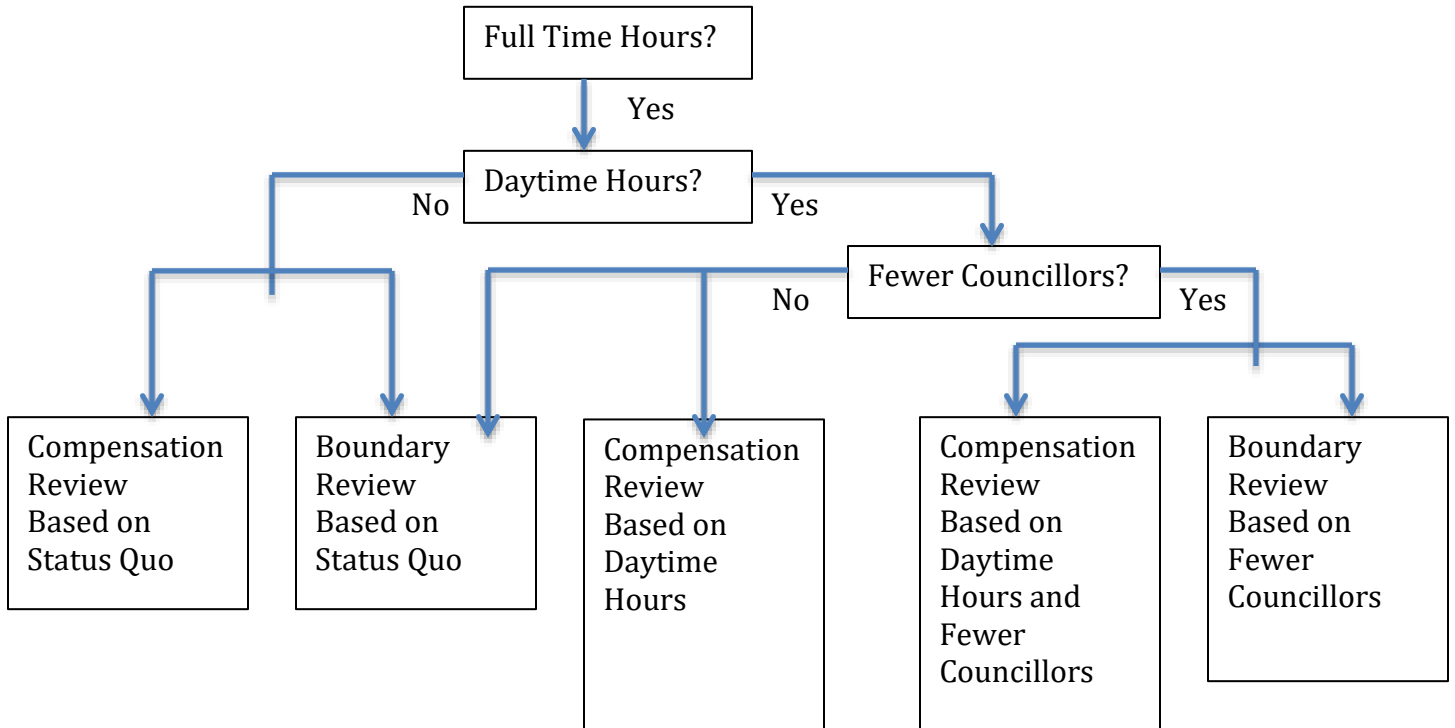 Full Time Hours?
Yes
Daytime Hours?
No
Yes
Fewer Councillors?
No
Yes
Compensation
Review
Based on
Status Quo
Boundary
Review
Based on
Status Quo
Compensation
Review
Based on
Daytime
Hours
Compensation
Review
Based on
Daytime
Hours and
Fewer
Councillors
Boundary
Review
Based on
Fewer
Councillors